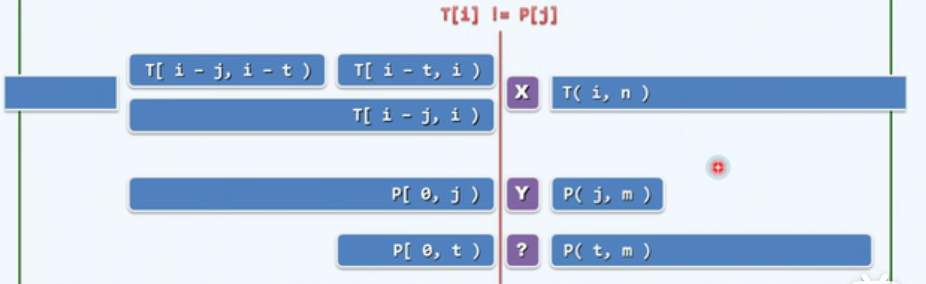 T[i] != P[j]
T[ i - j, i - t ) T[ i - t, i )
X T( i, n )
T[ i - j, i )
P[ 0, j ) Y P( j, m )
P[ 0, t ) ? P( t, m )